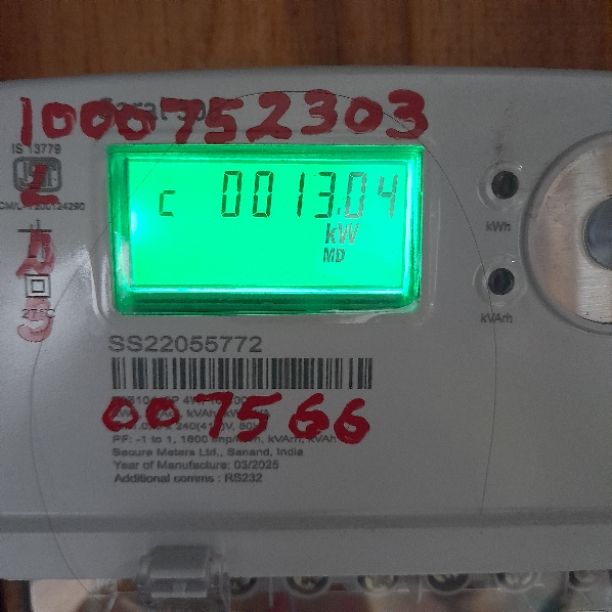 1000752303
IS 13779
C 0013.04
kW
MD
kWh
kVArh
SS22055772
007566
PF: -1 to 1, 1600 imp/kWh, kVArh, kVAh
Secure Meters Ltd., Sanand, India
Year of Manufacture: 03/2025
Additional comms : RS232